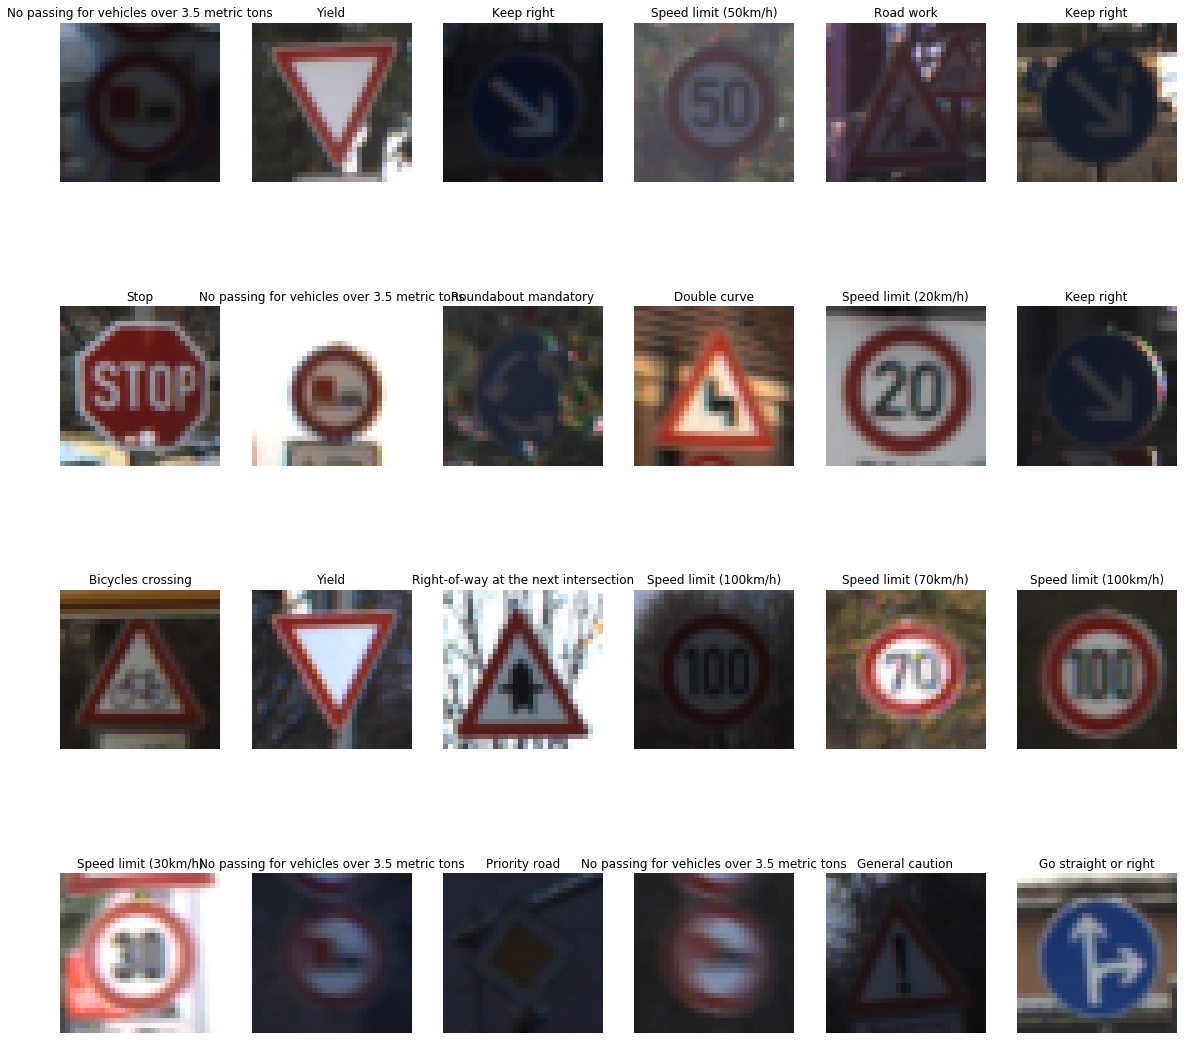 No passing for vehicles over 3.5 metric tons
Yield
Keep right
Speed limit (50km/h)
Road work
Keep right
50
Stop
No passing for vehicles over 3.5 metric tons
Roundabout mandatory
Double curve
Speed limit (20km/h)
Keep right
STOP
20
Bicycles crossing
Yield
Right-of-way at the next intersection
Speed limit (100km/h)
Speed limit (70km/h)
Speed limit (100km/h)
100
70
100
Speed limit (30km/h)
No passing for vehicles over 3.5 metric tons
Priority road
No passing for vehicles over 3.5 metric tons
General caution
Go straight or right
30